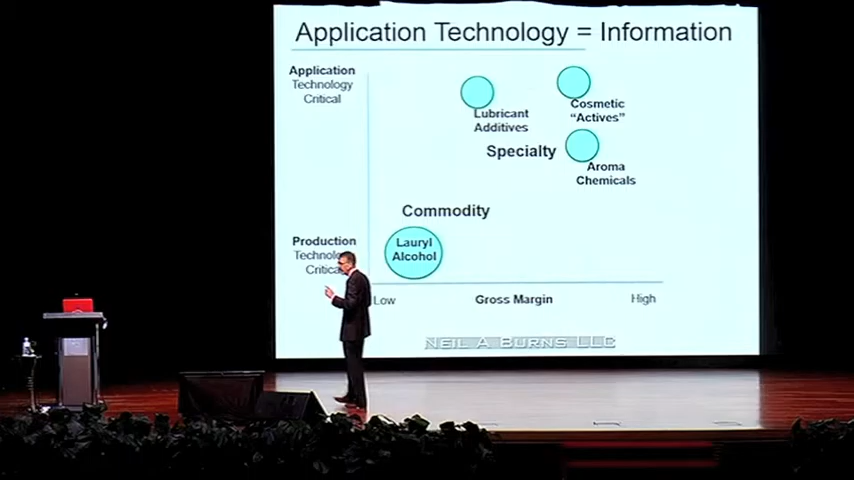 Application Technology = Information
Application
Technology
Critical
Lubricant
Additives
Cosmetic
"Actives"
Specialty
Aroma
Chemicals
Commodity
Production
Lauryl
Alcohol
Low
Gross Margin
High
NEIL A BURNS LLC